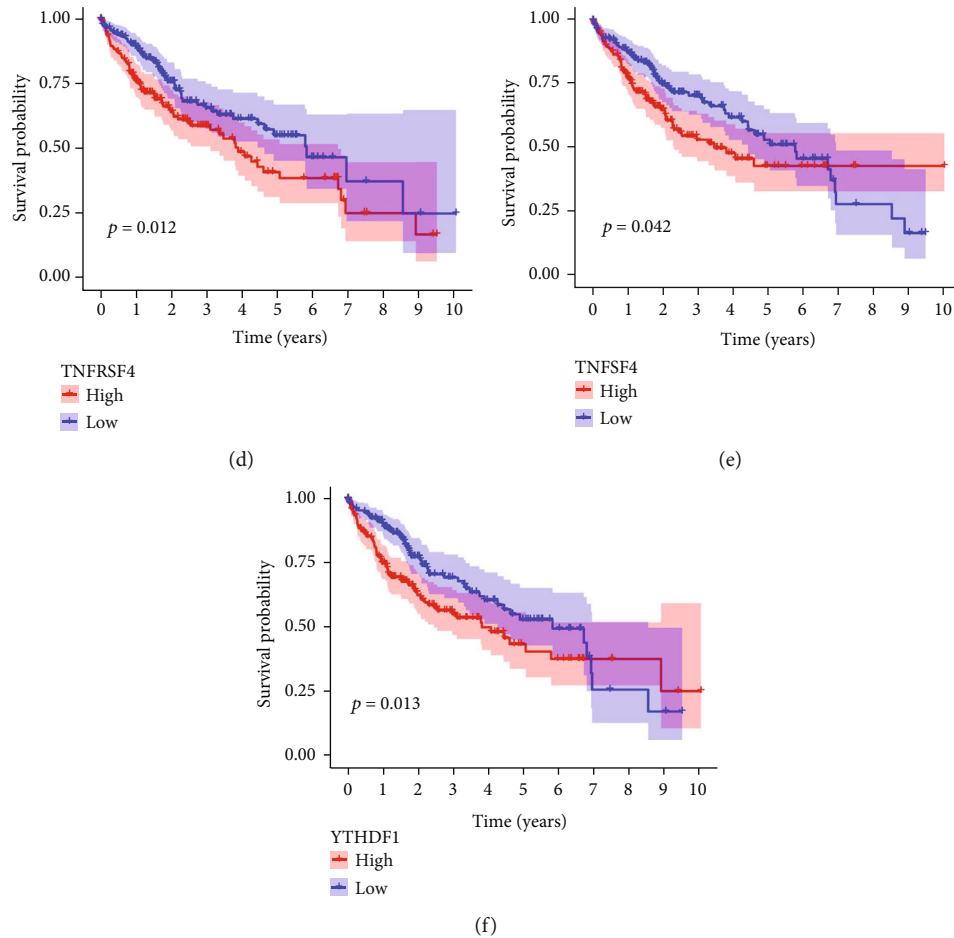 1.00
0.75
0.50
0.25
0.00
Survival probability
p = 0.012
0 1 2 3 4 5 6 7 8 9 10
Time (years)
TNFRSF4
High
Low
(d)
1.00
0.75
0.50
0.25
0.00
Survival probability
p = 0.042
0 1 2 3 4 5 6 7 8 9 10
Time (years)
TNFSF4
High
Low
(e)
1.00
0.75
0.50
0.25
0.00
Survival probability
p = 0.013
0 1 2 3 4 5 6 7 8 9 10
Time (years)
YTHDF1
High
Low
(f)